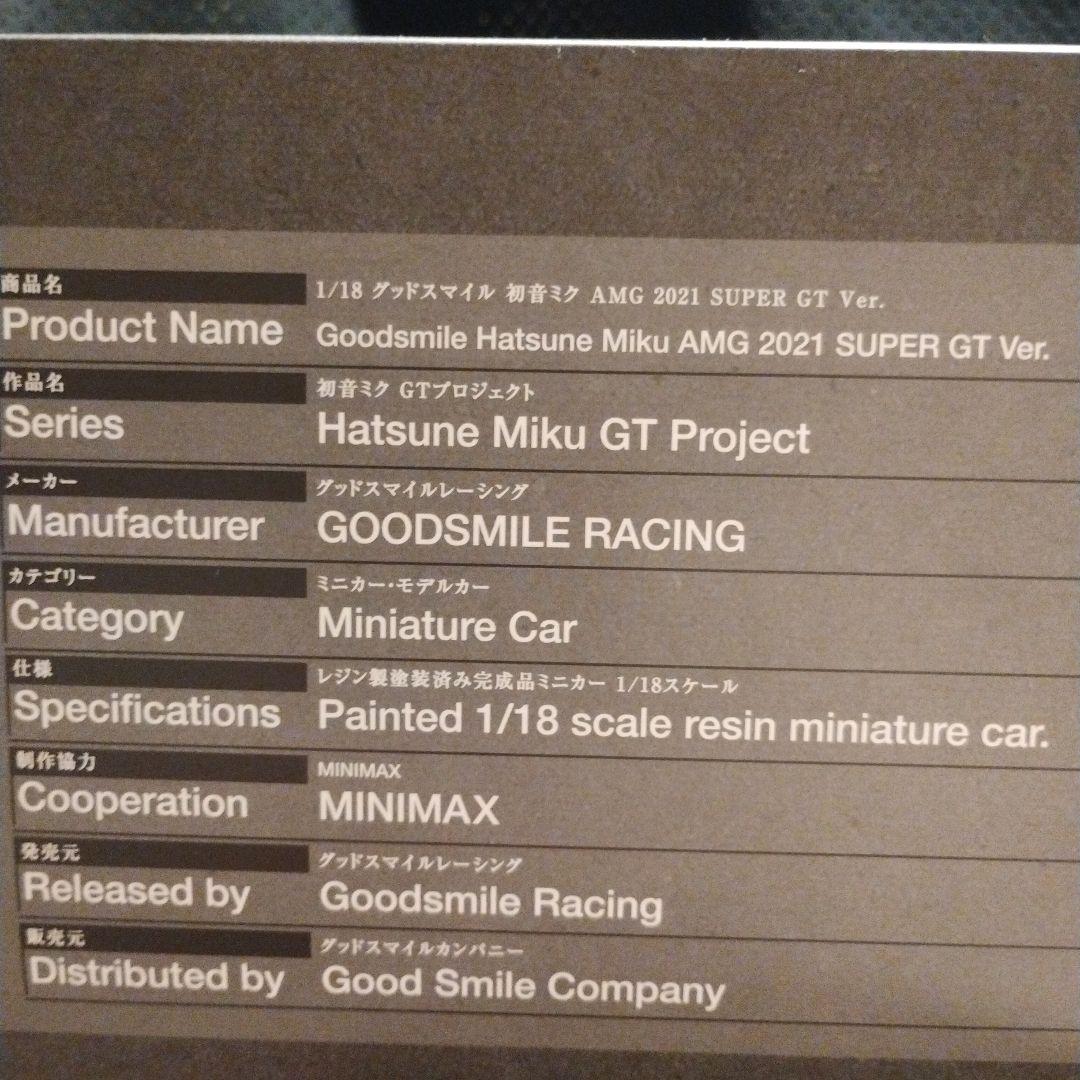 商品名
1/18 グッドスマイル 初音ミク AMG 2021 SUPER GT Ver.
Product Name
Goodsmile Hatsune Miku AMG 2021 SUPER GT Ver.
作品名
初音ミク GTプロジェクト
Series
Hatsune Miku GT Project
メーカー
グッドスマイルレーシング
Manufacturer
GOODSMILE RACING
カテゴリー
ミニカー・モデルカー
Category
Miniature Car
仕様
レジン製塗装済み完成品ミニカー 1/18スケール
Specifications
Painted 1/18 scale resin miniature car.
制作協力
MINIMAX
Cooperation
MINIMAX
発売元
グッドスマイルレーシング
Released by
Goodsmile Racing
販売元
グッドスマイルカンパニー
Distributed by
Good Smile Company